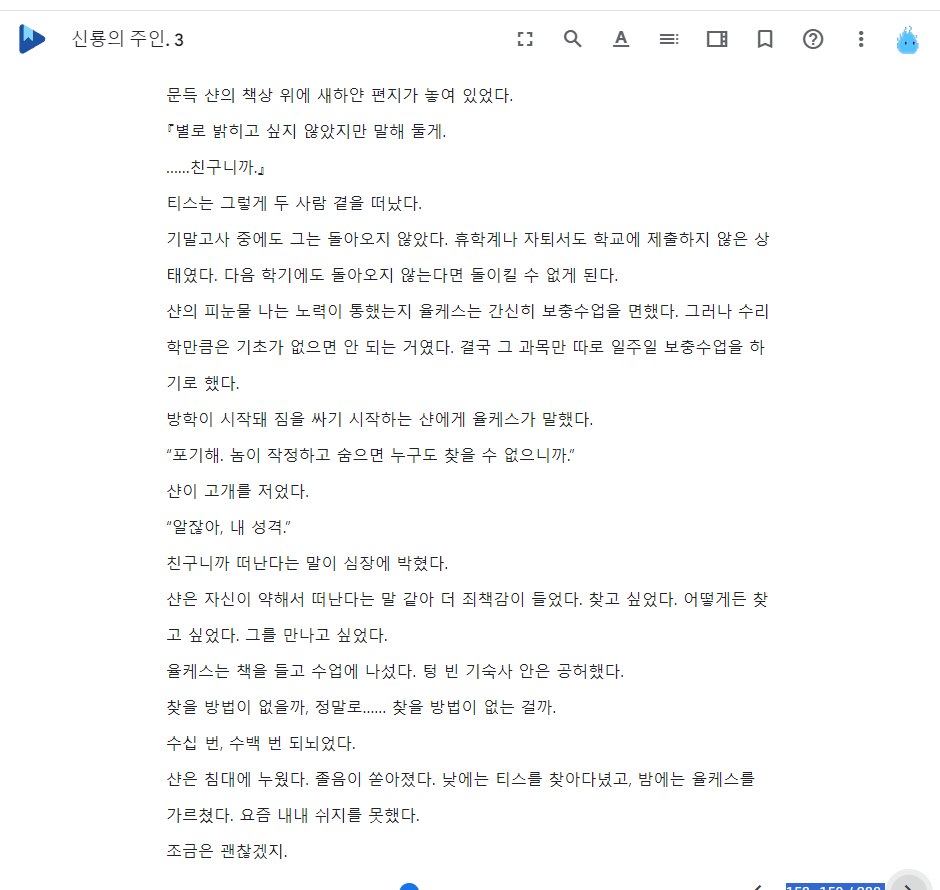 신룡의 주인. 3
문득 샨의 책상 위에 새하얀 편지가 놓여 있었다.
『별로 밝히고 싶지 않았지만 말해 둘게.
……친구니까.』
티스는 그렇게 두 사람 곁을 떠났다.
기말고사 중에도 그는 돌아오지 않았다. 휴학계나 자퇴서도 학교에 제출하지 않은 상
태였다. 다음 학기에도 돌아오지 않는다면 돌이킬 수 없게 된다.
샨의 피눈물 나는 노력이 통했는지 율케스는 간신히 보충수업을 면했다. 그러나 수리
학만큼은 기초가 없으면 안 되는 거였다. 결국 그 과목만 따로 일주일 보충수업을 하
기로 했다.
방학이 시작돼 짐을 싸기 시작하는 샨에게 율케스가 말했다.
“포기해. 놈이 작정하고 숨으면 누구도 찾을 수 없으니까.”
샨이 고개를 저었다.
“알잖아, 내 성격.”
친구니까 떠난다는 말이 심장에 박혔다.
샨은 자신이 약해서 떠난다는 말 같아 더 죄책감이 들었다. 찾고 싶었다. 어떻게든 찾
고 싶었다. 그를 만나고 싶었다.
율케스는 책을 들고 수업에 나섰다. 텅 빈 기숙사 안은 공허했다.
찾을 방법이 없을까, 정말로…… 찾을 방법이 없는 걸까.
수십 번, 수백 번 되뇌었다.
샨은 침대에 누웠다. 졸음이 쏟아졌다. 낮에는 티스를 찾아다녔고, 밤에는 율케스를
가르쳤다. 요즘 내내 쉬지를 못했다.
조금은 괜찮겠지.